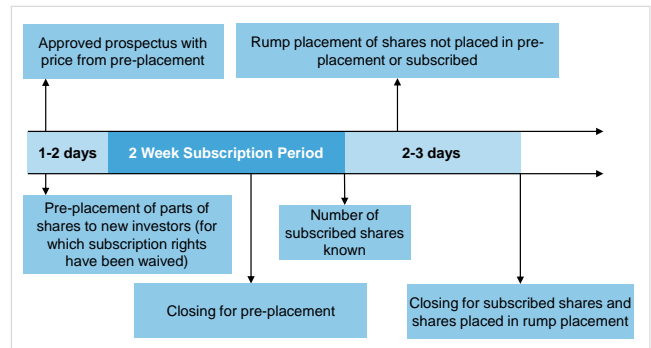 Approved prospectus with
price from pre-placement
Rump placement of shares not placed in pre-
placement or subscribed
1-2 days
2 Week Subscription Period
2-3 days
Pre-placement of parts of
shares to new investors (for
which subscription rights
have been waived)
Number of
subscribed shares
known
Closing for pre-placement
Closing for subscribed shares and
shares placed in rump placement